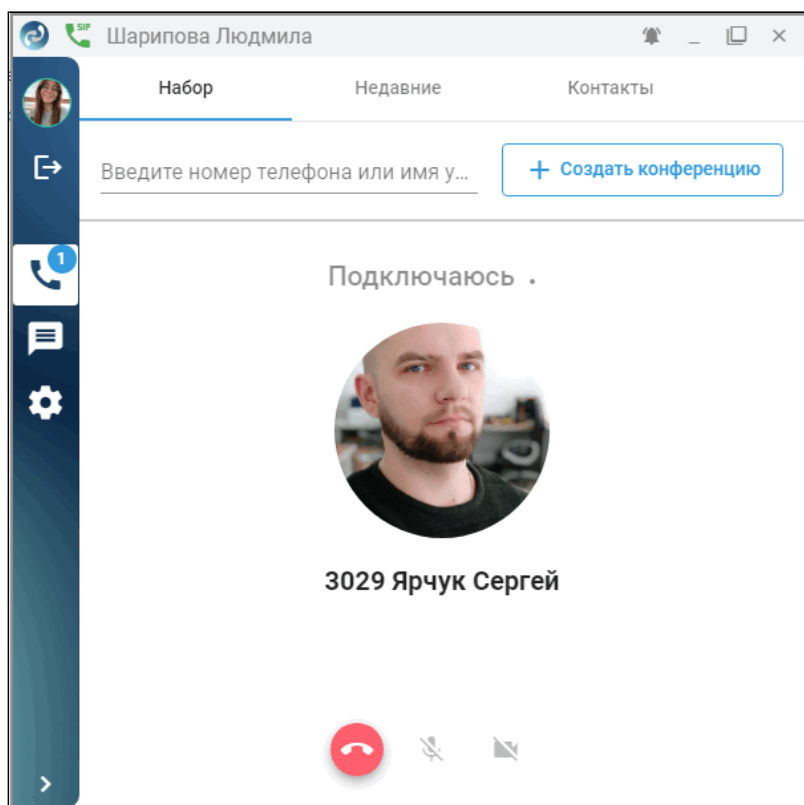 SIP
Шарипова Людмила
Набор Недавние Контакты
Введите номер телефона или имя у...
+ Создать конференцию
1
Подключаюсь .
3029 Ярчук Сергей